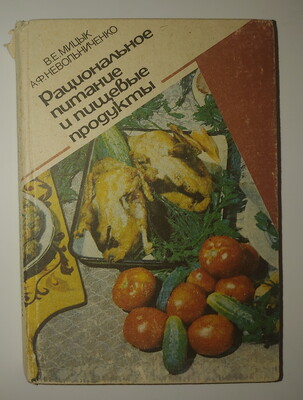 В.Е.МИЦЫК
А.Ф.НЕВОЛЬНИЧЕНКО
Рациональное
питание
и пищевые
продукты